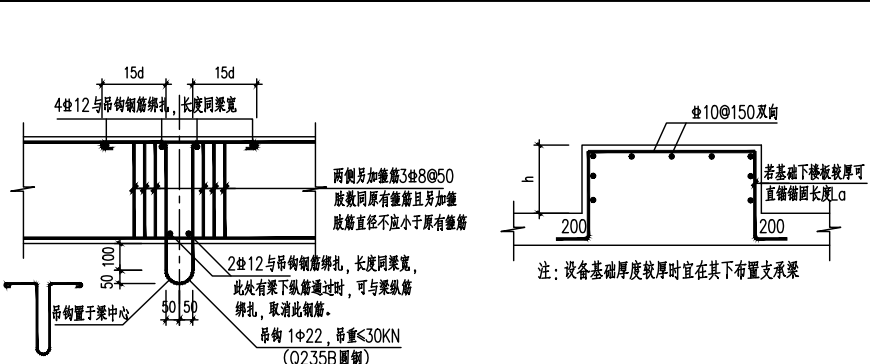 15d 15d
4⌽12与吊钩钢筋绑扎，长度同梁宽
两侧另加箍筋3⌽8@50
肢数同原有箍筋且另加箍
肢筋直径不应小于原有箍筋
100
50
2⌽12与吊钩钢筋绑扎，长度同梁宽，
此处有梁下纵筋通过时，可与梁纵筋
绑扎，取消此钢筋。
吊钩置于梁中心
50 50
吊钩 1Φ22，吊重≤30KN
（Q235B圆钢）
⌽10@150双向
h
若基础下楼板较厚可
直锚锚固长度La
200 200
注：设备基础厚度较厚时宜在其下布置支承梁